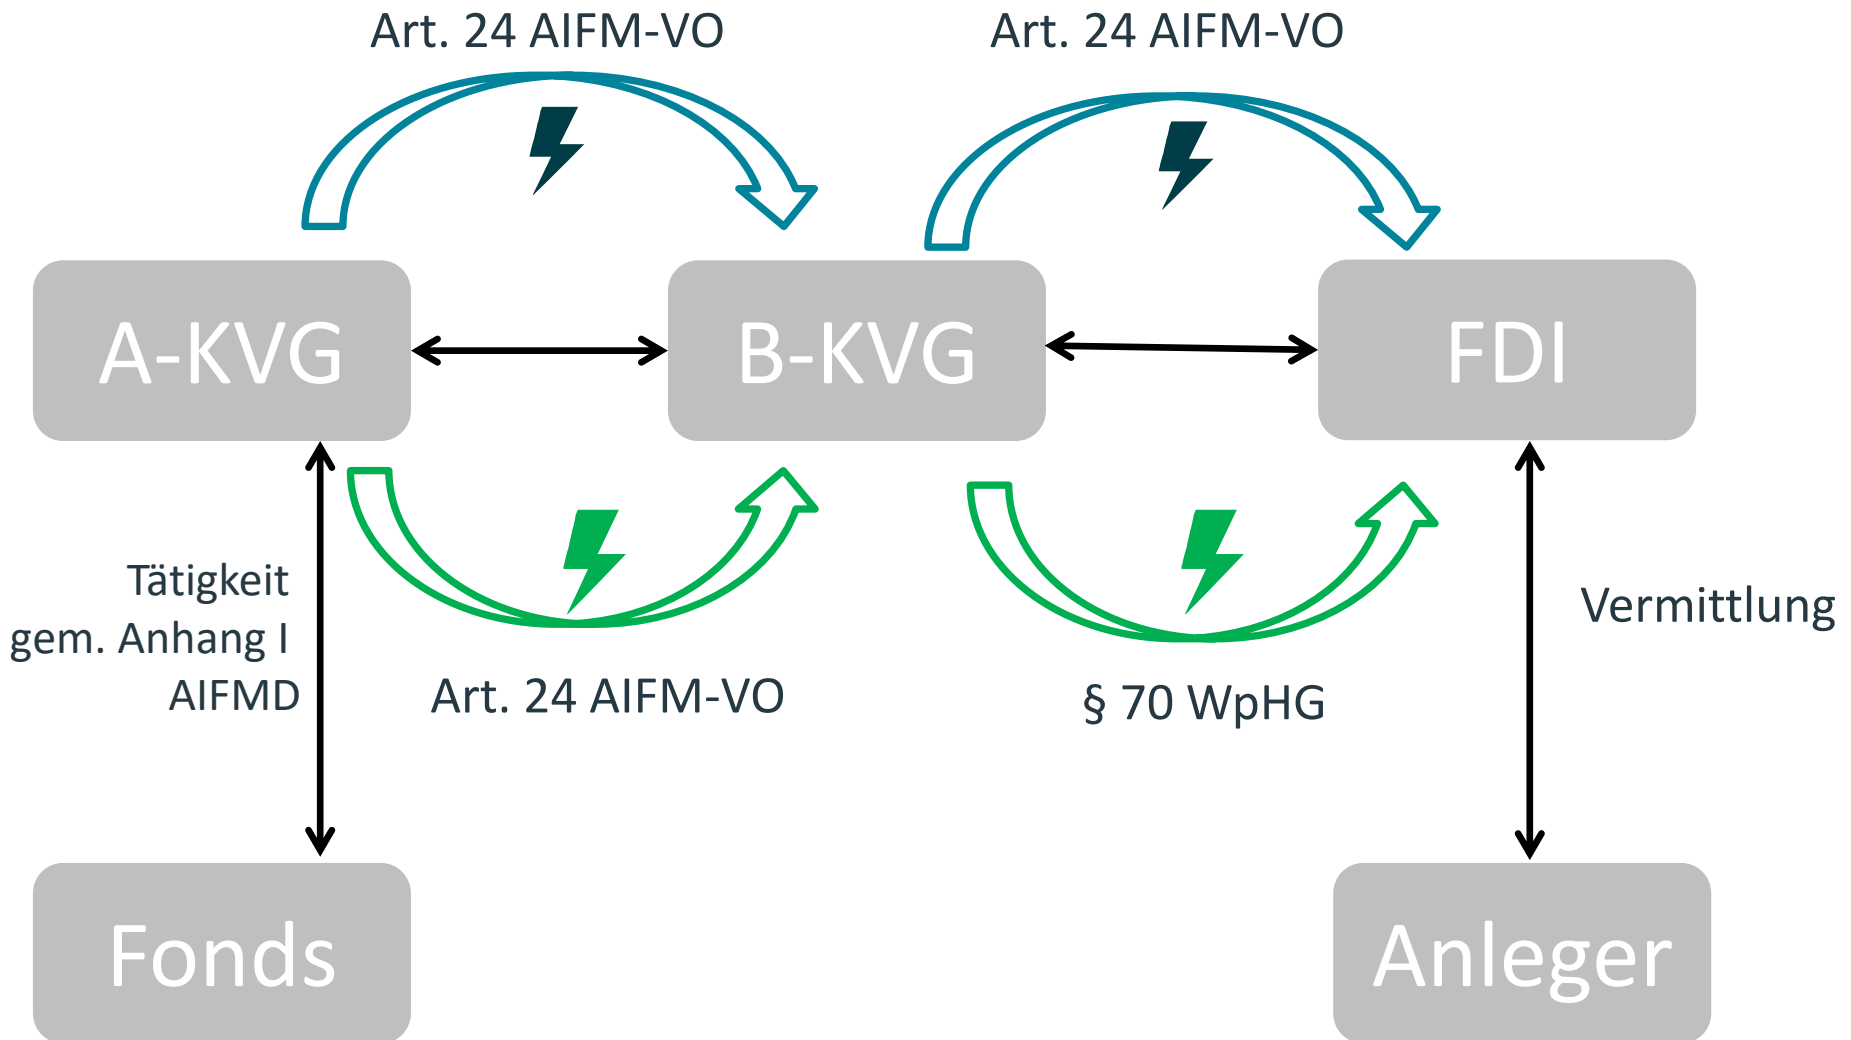 Art. 24 AIFM-VO
Art. 24 AIFM-VO
A-KVG
B-KVG
FDI
Tätigkeit
gem. Anhang I
AIFMD
Art. 24 AIFM-VO
§ 70 WpHG
Vermittlung
Fonds
Anleger